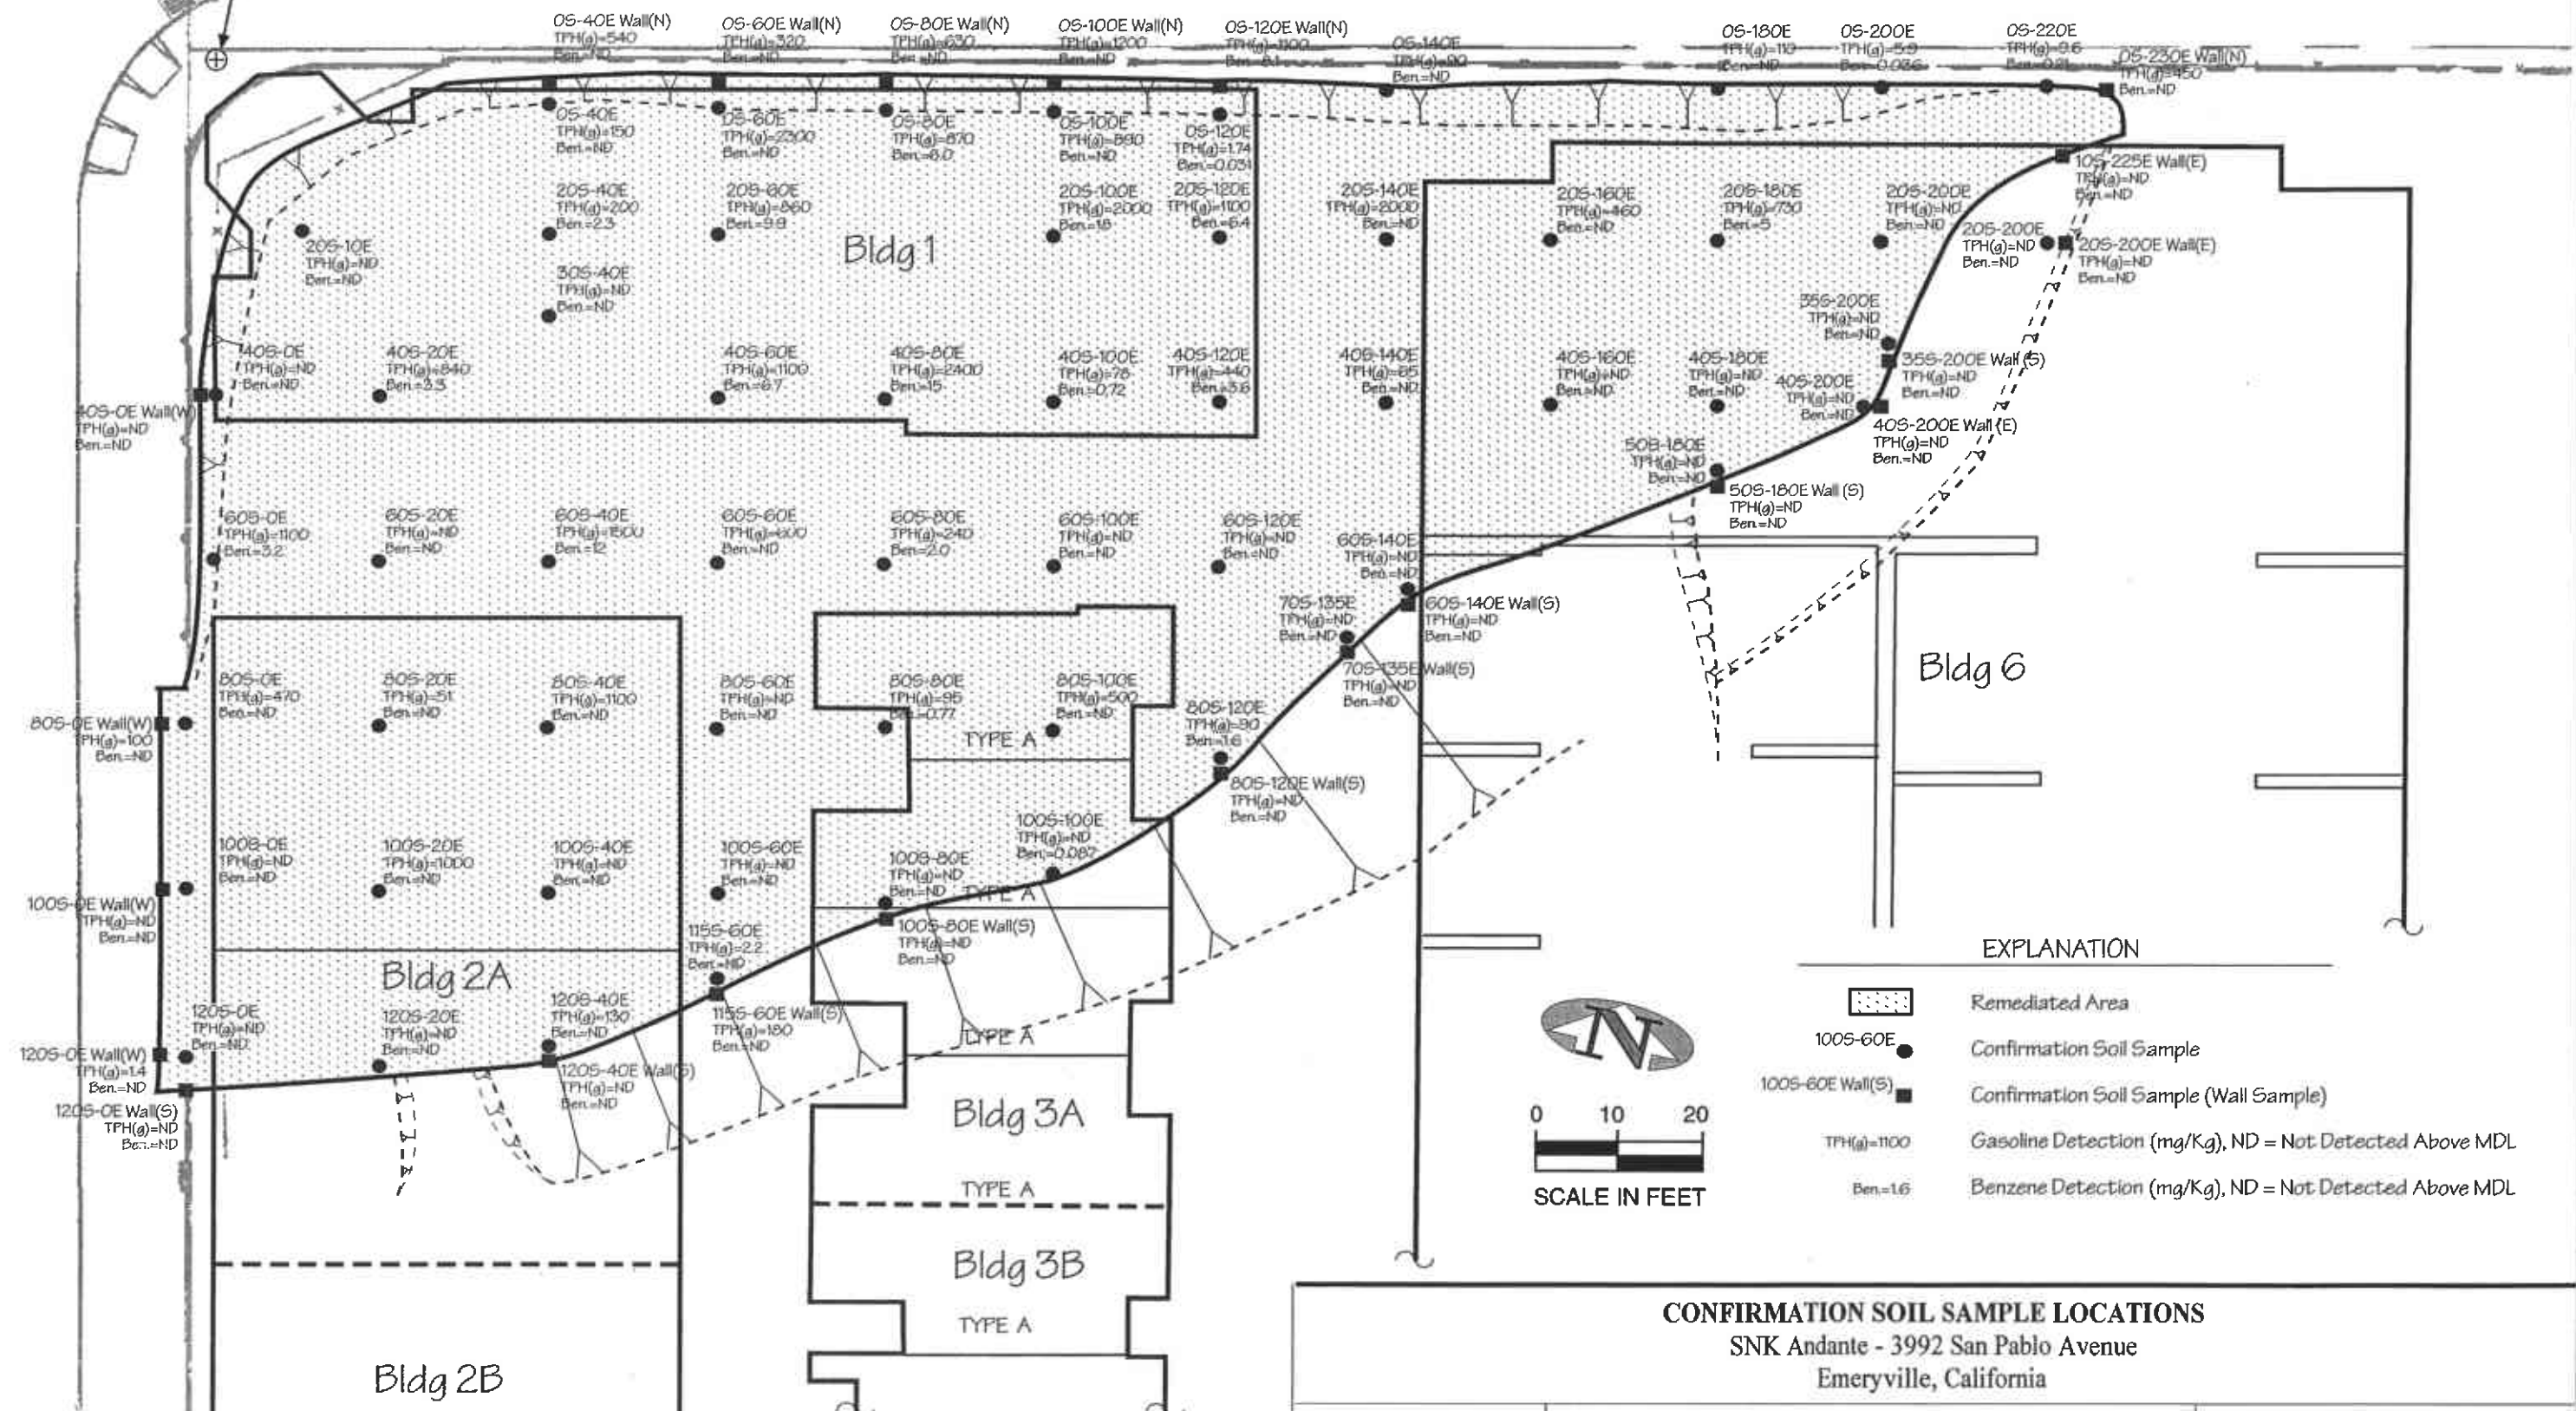 0S-40E Wall(N)
TPH(g)=540
Ben.=ND
0S-60E Wall(N)
TPH(g)=320
Ben.=ND
0S-80E Wall(N)
TPH(g)=630
Ben.=ND
0S-100E Wall(N)
TPH(g)=1200
Ben.=ND
0S-120E Wall(N)
TPH(g)=1100
Ben.=8.1
0S-140E
TPH(g)=90
Ben.=ND
0S-180E
TPH(g)=110
Ben.=ND
0S-200E
TPH(g)=5.9
Ben.=0.036
0S-220E
TPH(g)=9.6
Ben.=0.21
0S-230E Wall(N)
TPH(g)=450
Ben.=ND
0S-40E
TPH(g)=150
Ben.=ND
0S-60E
TPH(g)=2300
Ben.=ND
0S-80E
TPH(g)=870
Ben.=6.0
0S-100E
TPH(g)=890
Ben.=ND
0S-120E
TPH(g)=1.74
Ben.=0.031
10S-225E Wall(E)
TPH(g)=ND
Ben.=ND
20S-10E
TPH(g)=ND
Ben.=ND
20S-40E
TPH(g)=200
Ben.=2.3
20S-60E
TPH(g)=860
Ben.=9.9
Bldg 1
20S-100E
TPH(g)=2000
Ben.=18
20S-120E
TPH(g)=1100
Ben.=6.4
20S-140E
TPH(g)=2000
Ben.=ND
20S-160E
TPH(g)=460
Ben.=ND
20S-180E
TPH(g)=730
Ben.=5
20S-200E
TPH(g)=ND
Ben.=ND
20S-200E
TPH(g)=ND
Ben.=ND
20S-200E Wall(E)
TPH(g)=ND
Ben.=ND
30S-40E
TPH(g)=ND
Ben.=ND
35S-200E
TPH(g)=ND
Ben.=ND
35S-200E Wall(S)
TPH(g)=ND
Ben.=ND
40S-0E
TPH(g)=ND
Ben.=ND
40S-20E
TPH(g)=840
Ben.=3.3
40S-60E
TPH(g)=1100
Ben.=6.7
40S-80E
TPH(g)=2400
Ben.=15
40S-100E
TPH(g)=78
Ben.=0.72
40S-120E
TPH(g)=440
Ben.=3.6
40S-140E
TPH(g)=65
Ben.=ND
40S-160E
TPH(g)=ND
Ben.=ND
40S-180E
TPH(g)=ND
Ben.=ND
40S-200E
TPH(g)=ND
Ben.=ND
40S-0E Wall(W)
TPH(g)=ND
Ben.=ND
40S-200E Wall(E)
TPH(g)=ND
Ben.=ND
50S-180E
TPH(g)=ND
Ben.=ND
50S-180E Wall (S)
TPH(g)=ND
Ben.=ND
60S-0E
TPH(g)=1100
Ben.=3.2
60S-20E
TPH(g)=ND
Ben.=ND
60S-40E
TPH(g)=1500
Ben.=12
60S-60E
TPH(g)=600
Ben.=ND
60S-80E
TPH(g)=240
Ben.=2.0
60S-100E
TPH(g)=ND
Ben.=ND
60S-120E
TPH(g)=ND
Ben.=ND
60S-140E
TPH(g)=ND
Ben.=ND
60S-140E Wall(S)
TPH(g)=ND
Ben.=ND
70S-135E
TPH(g)=ND
Ben.=ND
70S-135E Wall(S)
TPH(g)=ND
Ben.=ND
Bldg 6
80S-0E
TPH(g)=470
Ben.=ND
80S-20E
TPH(g)=51
Ben.=ND
80S-40E
TPH(g)=1100
Ben.=ND
80S-60E
TPH(g)=ND
Ben.=ND
80S-80E
TPH(g)=95
Ben.=0.77
80S-100E
TPH(g)=500
Ben.=ND
80S-120E
TPH(g)=90
Ben.=1.6
80S-0E Wall(W)
TPH(g)=100
Ben.=ND
TYPE A
80S-120E Wall(S)
TPH(g)=ND
Ben.=ND
100S-0E
TPH(g)=ND
Ben.=ND
100S-20E
TPH(g)=1000
Ben.=ND
100S-40E
TPH(g)=ND
Ben.=ND
100S-60E
TPH(g)=ND
Ben.=ND
100S-80E
TPH(g)=ND
Ben.=ND
100S-100E
TPH(g)=ND
Ben.=0.087
TYPE A
100S-0E Wall(W)
TPH(g)=ND
Ben.=ND
100S-80E Wall(S)
TPH(g)=ND
Ben.=ND
115S-60E
TPH(g)=2.2
Ben.=ND
Bldg 2A
115S-60E Wall(S)
TPH(g)=180
Ben.=ND
120S-0E
TPH(g)=ND
Ben.=ND
120S-20E
TPH(g)=ND
Ben.=ND
120S-40E
TPH(g)=130
Ben.=ND
TYPE A
120S-0E Wall(W)
TPH(g)=1.4
Ben.=ND
120S-40E Wall(S)
TPH(g)=ND
Ben.=ND
120S-0E Wall(S)
TPH(g)=ND
Ben.=ND
Bldg 3A
TYPE A
Bldg 3B
TYPE A
Bldg 2B
EXPLANATION
Remediated Area
100S-60E
Confirmation Soil Sample
100S-60E Wall(S)
Confirmation Soil Sample (Wall Sample)
TPH(g)=1100
Gasoline Detection (mg/Kg), ND = Not Detected Above MDL
Ben.=1.6
Benzene Detection (mg/Kg), ND = Not Detected Above MDL
N
0 10 20
SCALE IN FEET
CONFIRMATION SOIL SAMPLE LOCATIONS
SNK Andante - 3992 San Pablo Avenue
Emeryville, California